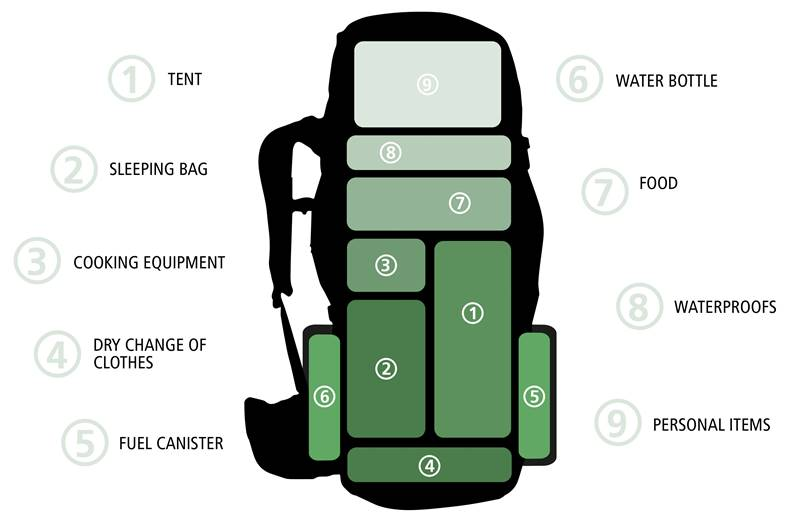 1 TENT
2 SLEEPING BAG
3 COOKING EQUIPMENT
4 DRY CHANGE OF
CLOTHES
5 FUEL CANISTER
9
8
7
3
1
2
6
5
4
6 WATER BOTTLE
7 FOOD
8 WATERPROOFS
9 PERSONAL ITEMS